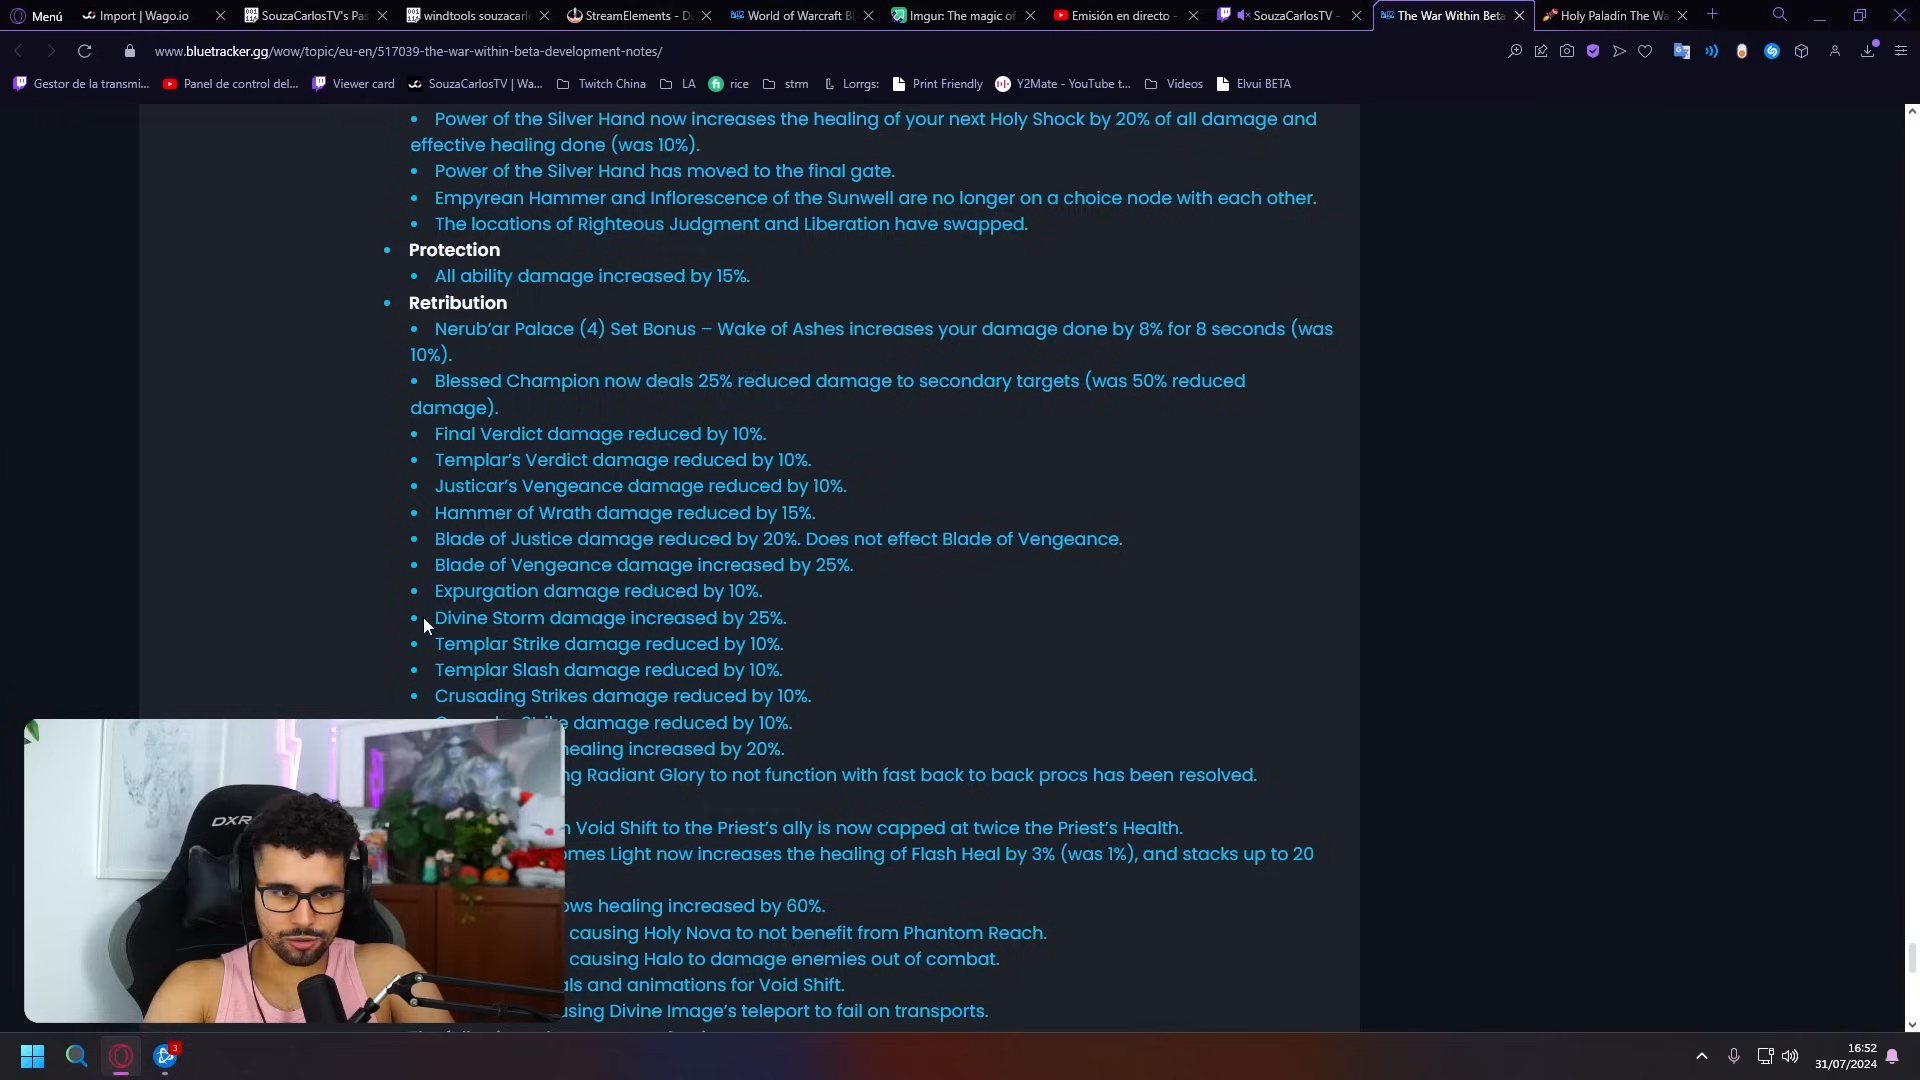 Menú
Import | Wago.io
SouzaCarlosTV's Pas
windtools souzacarl
StreamElements - D
World of Warcraft B
Imgur: The magic of
Emisión en directo -
SouzaCarlosTV -
The War Within Beta
Holy Paladin The Wa
www.bluetracker.gg/wow/topic/eu-en/517039-the-war-within-beta-development-notes/
Gestor de la transmi...
Panel de control del...
Viewer card
SouzaCarlosTV | Wa...
Twitch China
LA
rice
strm
Lorrgs:
Print Friendly
Y2Mate - YouTube t...
Videos
Elvui BETA
Power of the Silver Hand now increases the healing of your next Holy Shock by 20% of all damage and
effective healing done (was 10%).
Power of the Silver Hand has moved to the final gate.
Empyrean Hammer and Inflorescence of the Sunwell are no longer on a choice node with each other.
The locations of Righteous Judgment and Liberation have swapped.
Protection
All ability damage increased by 15%.
Retribution
Nerub'ar Palace (4) Set Bonus – Wake of Ashes increases your damage done by 8% for 8 seconds (was
10%).
Blessed Champion now deals 25% reduced damage to secondary targets (was 50% reduced
damage).
Final Verdict damage reduced by 10%.
Templar's Verdict damage reduced by 10%.
Justicar's Vengeance damage reduced by 10%.
Hammer of Wrath damage reduced by 15%.
Blade of Justice damage reduced by 20%. Does not effect Blade of Vengeance.
Blade of Vengeance damage increased by 25%.
Expurgation damage reduced by 10%.
Divine Storm damage increased by 25%.
Templar Strike damage reduced by 10%.
Templar Slash damage reduced by 10%.
Crusading Strikes damage reduced by 10%.
damage reduced by 10%.
healing increased by 20%.
ng Radiant Glory to not function with fast back to back procs has been resolved.
Void Shift to the Priest's ally is now capped at twice the Priest's Health.
omes Light now increases the healing of Flash Heal by 3% (was 1%), and stacks up to 20
ows healing increased by 60%.
causing Holy Nova to not benefit from Phantom Reach.
causing Halo to damage enemies out of combat.
als and animations for Void Shift.
using Divine Image's teleport to fail on transports.
DXR
3
16:52
31/07/2024